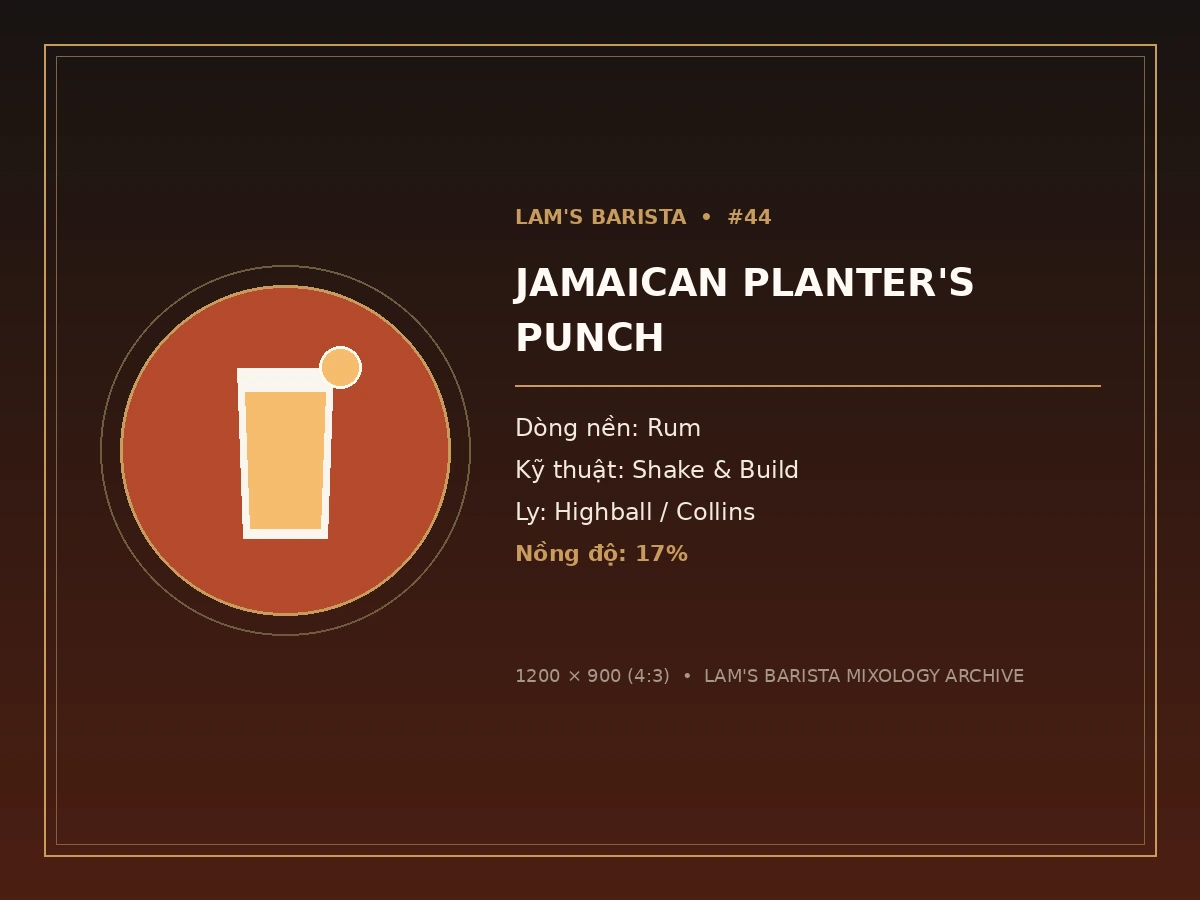 LAM'S BARISTA • #44
JAMAICAN PLANTER'S
PUNCH
Dòng nền: Rum
Kỹ thuật: Shake & Build
Ly: Highball / Collins
Nồng độ: 17%
1200 × 900 (4:3) • LAM'S BARISTA MIXOLOGY ARCHIVE